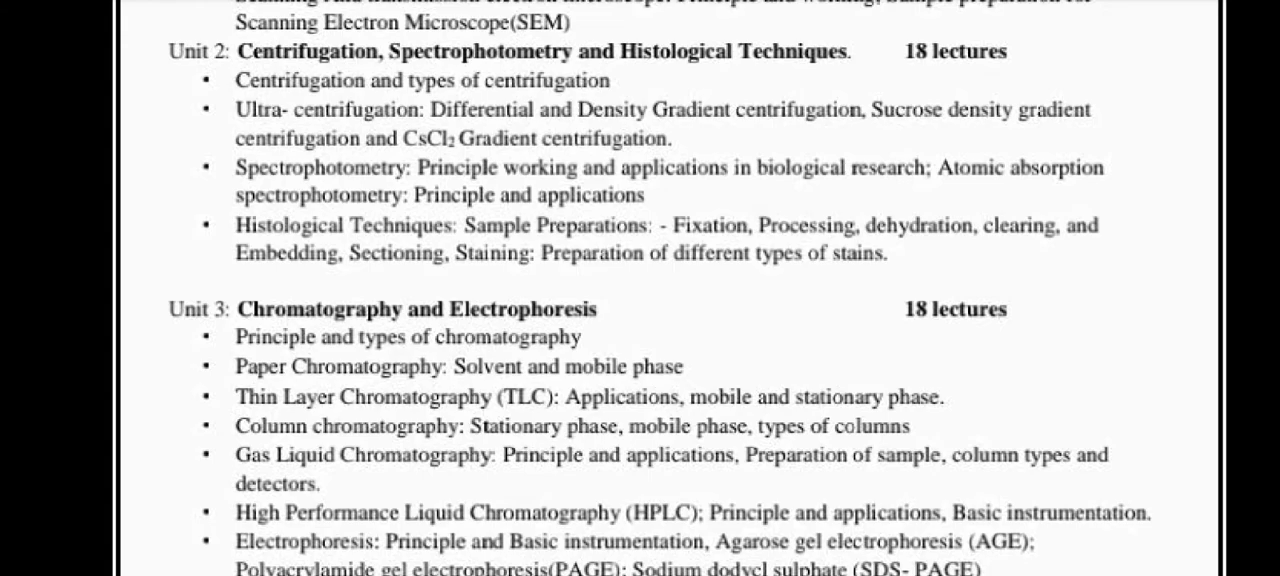 Scanning Electron Microscope(SEM)
Unit 2: Centrifugation, Spectrophotometry and Histological Techniques. 18 lectures
• Centrifugation and types of centrifugation
• Ultra- centrifugation: Differential and Density Gradient centrifugation, Sucrose density gradient
centrifugation and CsCl₂ Gradient centrifugation.
• Spectrophotometry: Principle working and applications in biological research; Atomic absorption
spectrophotometry: Principle and applications
• Histological Techniques: Sample Preparations: - Fixation, Processing, dehydration, clearing, and
Embedding, Sectioning, Staining: Preparation of different types of stains.
Unit 3: Chromatography and Electrophoresis 18 lectures
• Principle and types of chromatography
• Paper Chromatography: Solvent and mobile phase
• Thin Layer Chromatography (TLC): Applications, mobile and stationary phase.
• Column chromatography: Stationary phase, mobile phase, types of columns
• Gas Liquid Chromatography: Principle and applications, Preparation of sample, column types and
detectors.
• High Performance Liquid Chromatography (HPLC); Principle and applications, Basic instrumentation.
• Electrophoresis: Principle and Basic instrumentation, Agarose gel electrophoresis (AGE);
Polyacrylamide gel electrophoresis(PAGE); Sodium dodycl sulphate (SDS- PAGE)